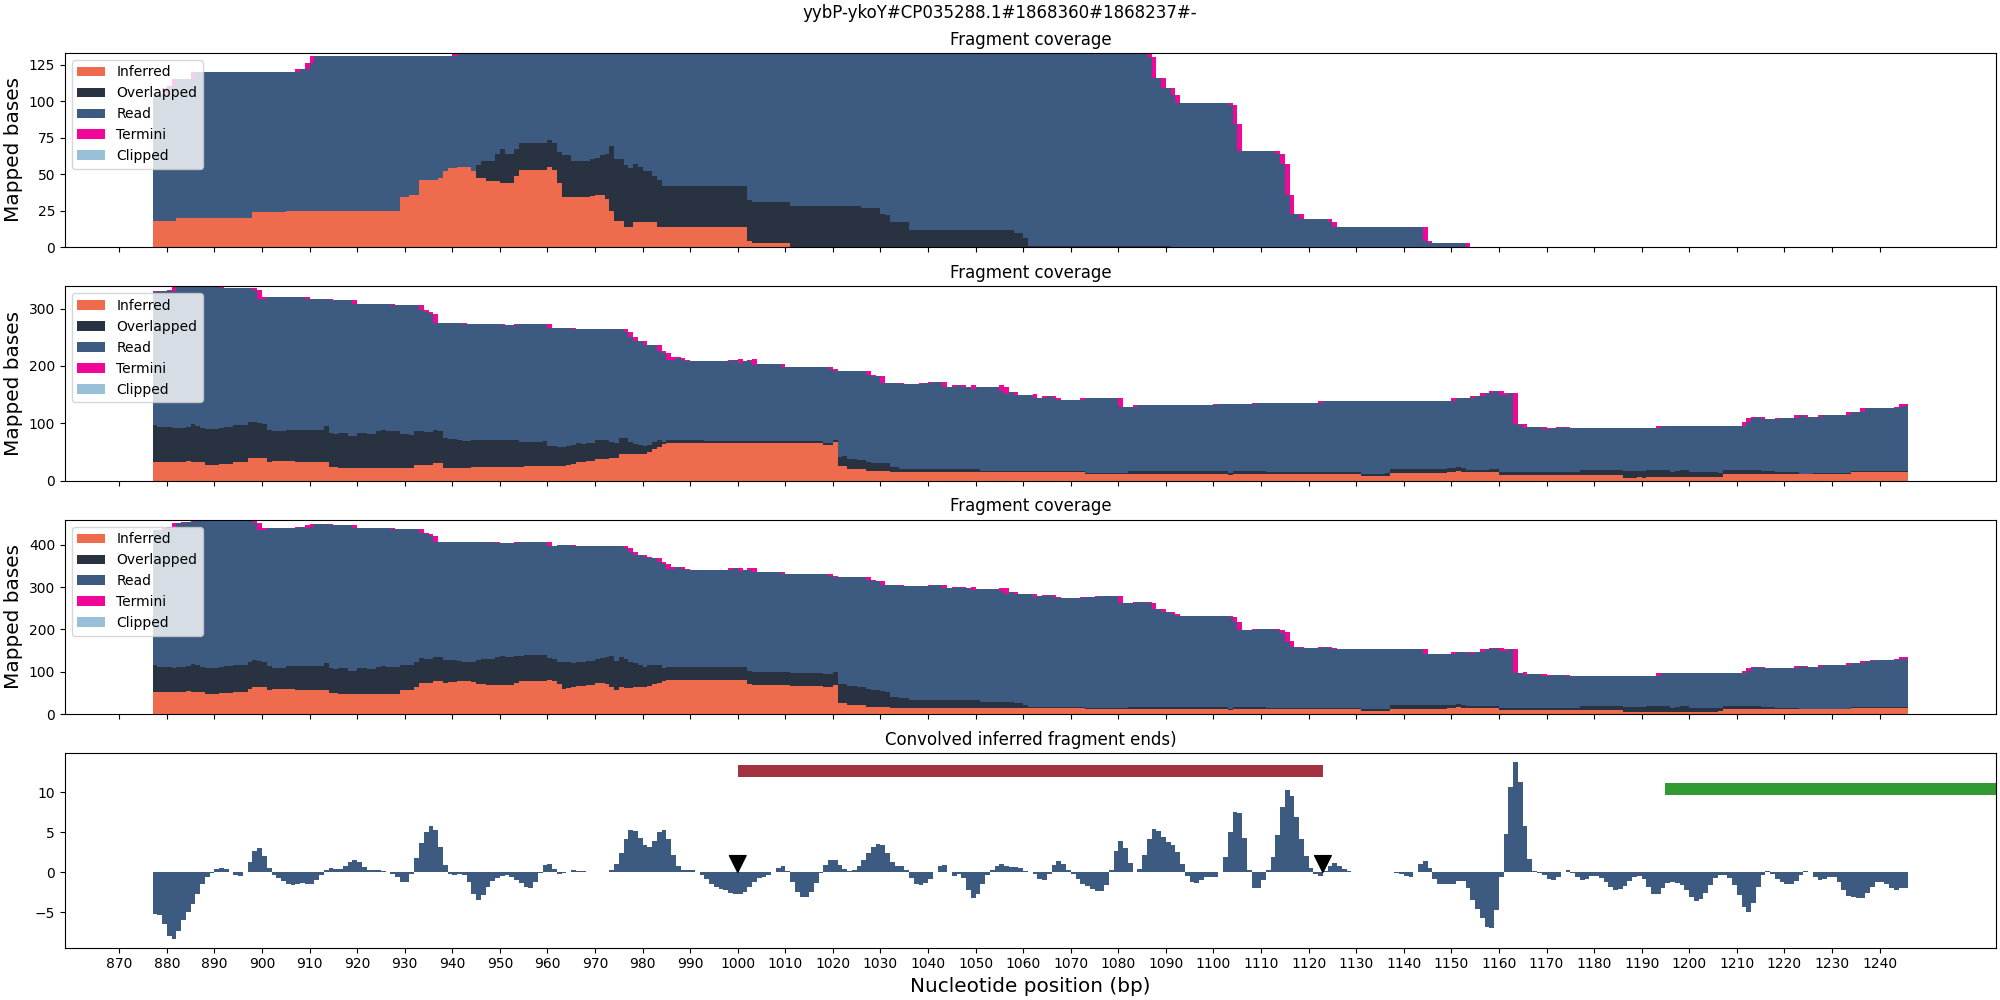 yybP-ykoY#CP035288.1#1868360#1868237#-
Fragment coverage
Mapped bases
125
100
75
50
25
0
Inferred
Overlapped
Read
Termini
Clipped
Fragment coverage
Mapped bases
300
200
100
0
Inferred
Overlapped
Read
Termini
Clipped
Fragment coverage
Mapped bases
400
300
200
100
0
Inferred
Overlapped
Read
Termini
Clipped
Convolved inferred fragment ends)
10
5
0
−5
870 880 890 900 910 920 930 940 950 960 970 980 990 1000 1010 1020 1030 1040 1050 1060 1070 1080 1090 1100 1110 1120 1130 1140 1150 1160 1170 1180 1190 1200 1210 1220 1230 1240
Nucleotide position (bp)